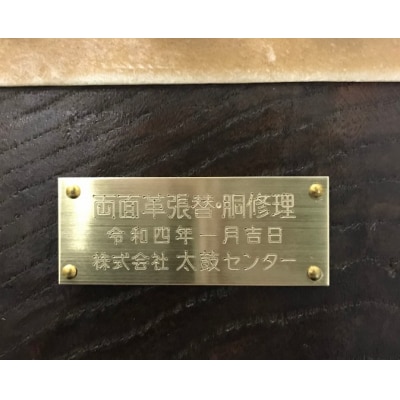 両面革張替・胴修理
令和四年一月吉日
株式会社 太鼓センター